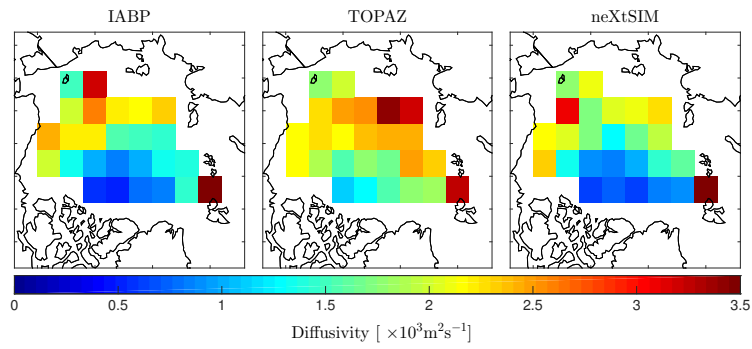 IABP TOPAZ neXtSIM
0 0.5 1 1.5 2 2.5 3 3.5
Diffusivity [ ×10³m²s⁻¹]